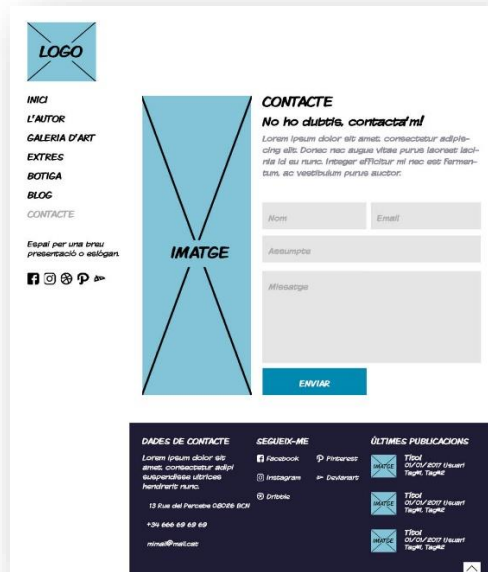 LOGO
INICI
L'AUTOR
GALERIA D'ART
EXTRES
BOTIGA
BLOG
CONTACTE
Espai per una breu
presentació o eslògan.
IMATGE
CONTACTE
No ho dubtis, contacta'm!
Lorem ipsum dolor sit amet, consectetur adipis-
cing elit. Donec nec augue vitae purus laoreet laci-
nia id eu nunc. Integer efficitur mi nec est fermen-
tum, ac vestibulum purus auctor.
Nom
Email
Assumpte
Missatge
ENVIAR
DADES DE CONTACTE
Lorem ipsum dolor sit
amet, consectetur adipi
suspendisse ultrices
hendrerit nunc.
13 Rue del Percebe 08026 BCN
+34 666 69 69 69
mimail@mail.cat
SEGUEIX-ME
Facebook
Pinterest
Instagram
Devianart
Dribble
ÚLTIMES PUBLICACIONS
IMATGE
Títol
01/01/2017 Usuari
Tag#1, Tag#2
IMATGE
Títol
01/01/2017 Usuari
Tag#1, Tag#2
IMATGE
Títol
01/01/2017 Usuari
Tag#1, Tag#2